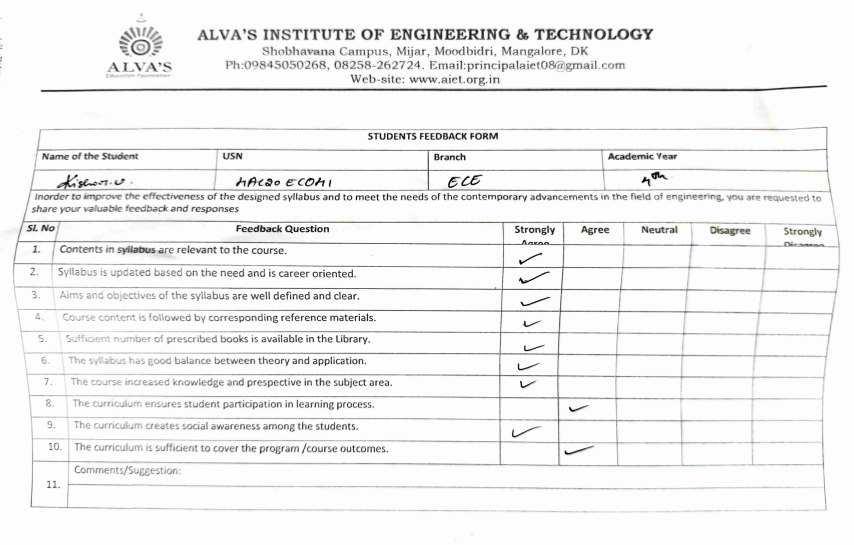 ALVA'S INSTITUTE OF ENGINEERING & TECHNOLOGY
Shobhavana Campus, Mijar, Moodbidri, Mangalore, DK
Ph:09845050268, 08258-262724. Email:principalaiet08@gmail.com
Web-site: www.aiet.org.in
ALVA'S
Education Foundation
STUDENTS FEEDBACK FORM
Name of the Student USN Branch Academic Year
ECE 4th
Inorder to improve the effectiveness of the designed syllabus and to meet the needs of the contemporary advancements in the field of engineering, you are requested to
share your valuable feedback and responses
SL. No Feedback Question Strongly Agree Agree Neutral Disagree Strongly Disagree
1. Contents in syllabus are relevant to the course. ✓
2. Syllabus is updated based on the need and is career oriented. ✓
3. Aims and objectives of the syllabus are well defined and clear. ✓
4. Course content is followed by corresponding reference materials. ✓
5. Sufficient number of prescribed books is available in the Library. ✓
6. The syllabus has good balance between theory and application. ✓
7. The course increased knowledge and prespective in the subject area. ✓
8. The curriculum ensures student participation in learning process. ✓
9. The curriculum creates social awareness among the students. ✓
10. The curriculum is sufficient to cover the program /course outcomes. ✓
11. Comments/Suggestion: